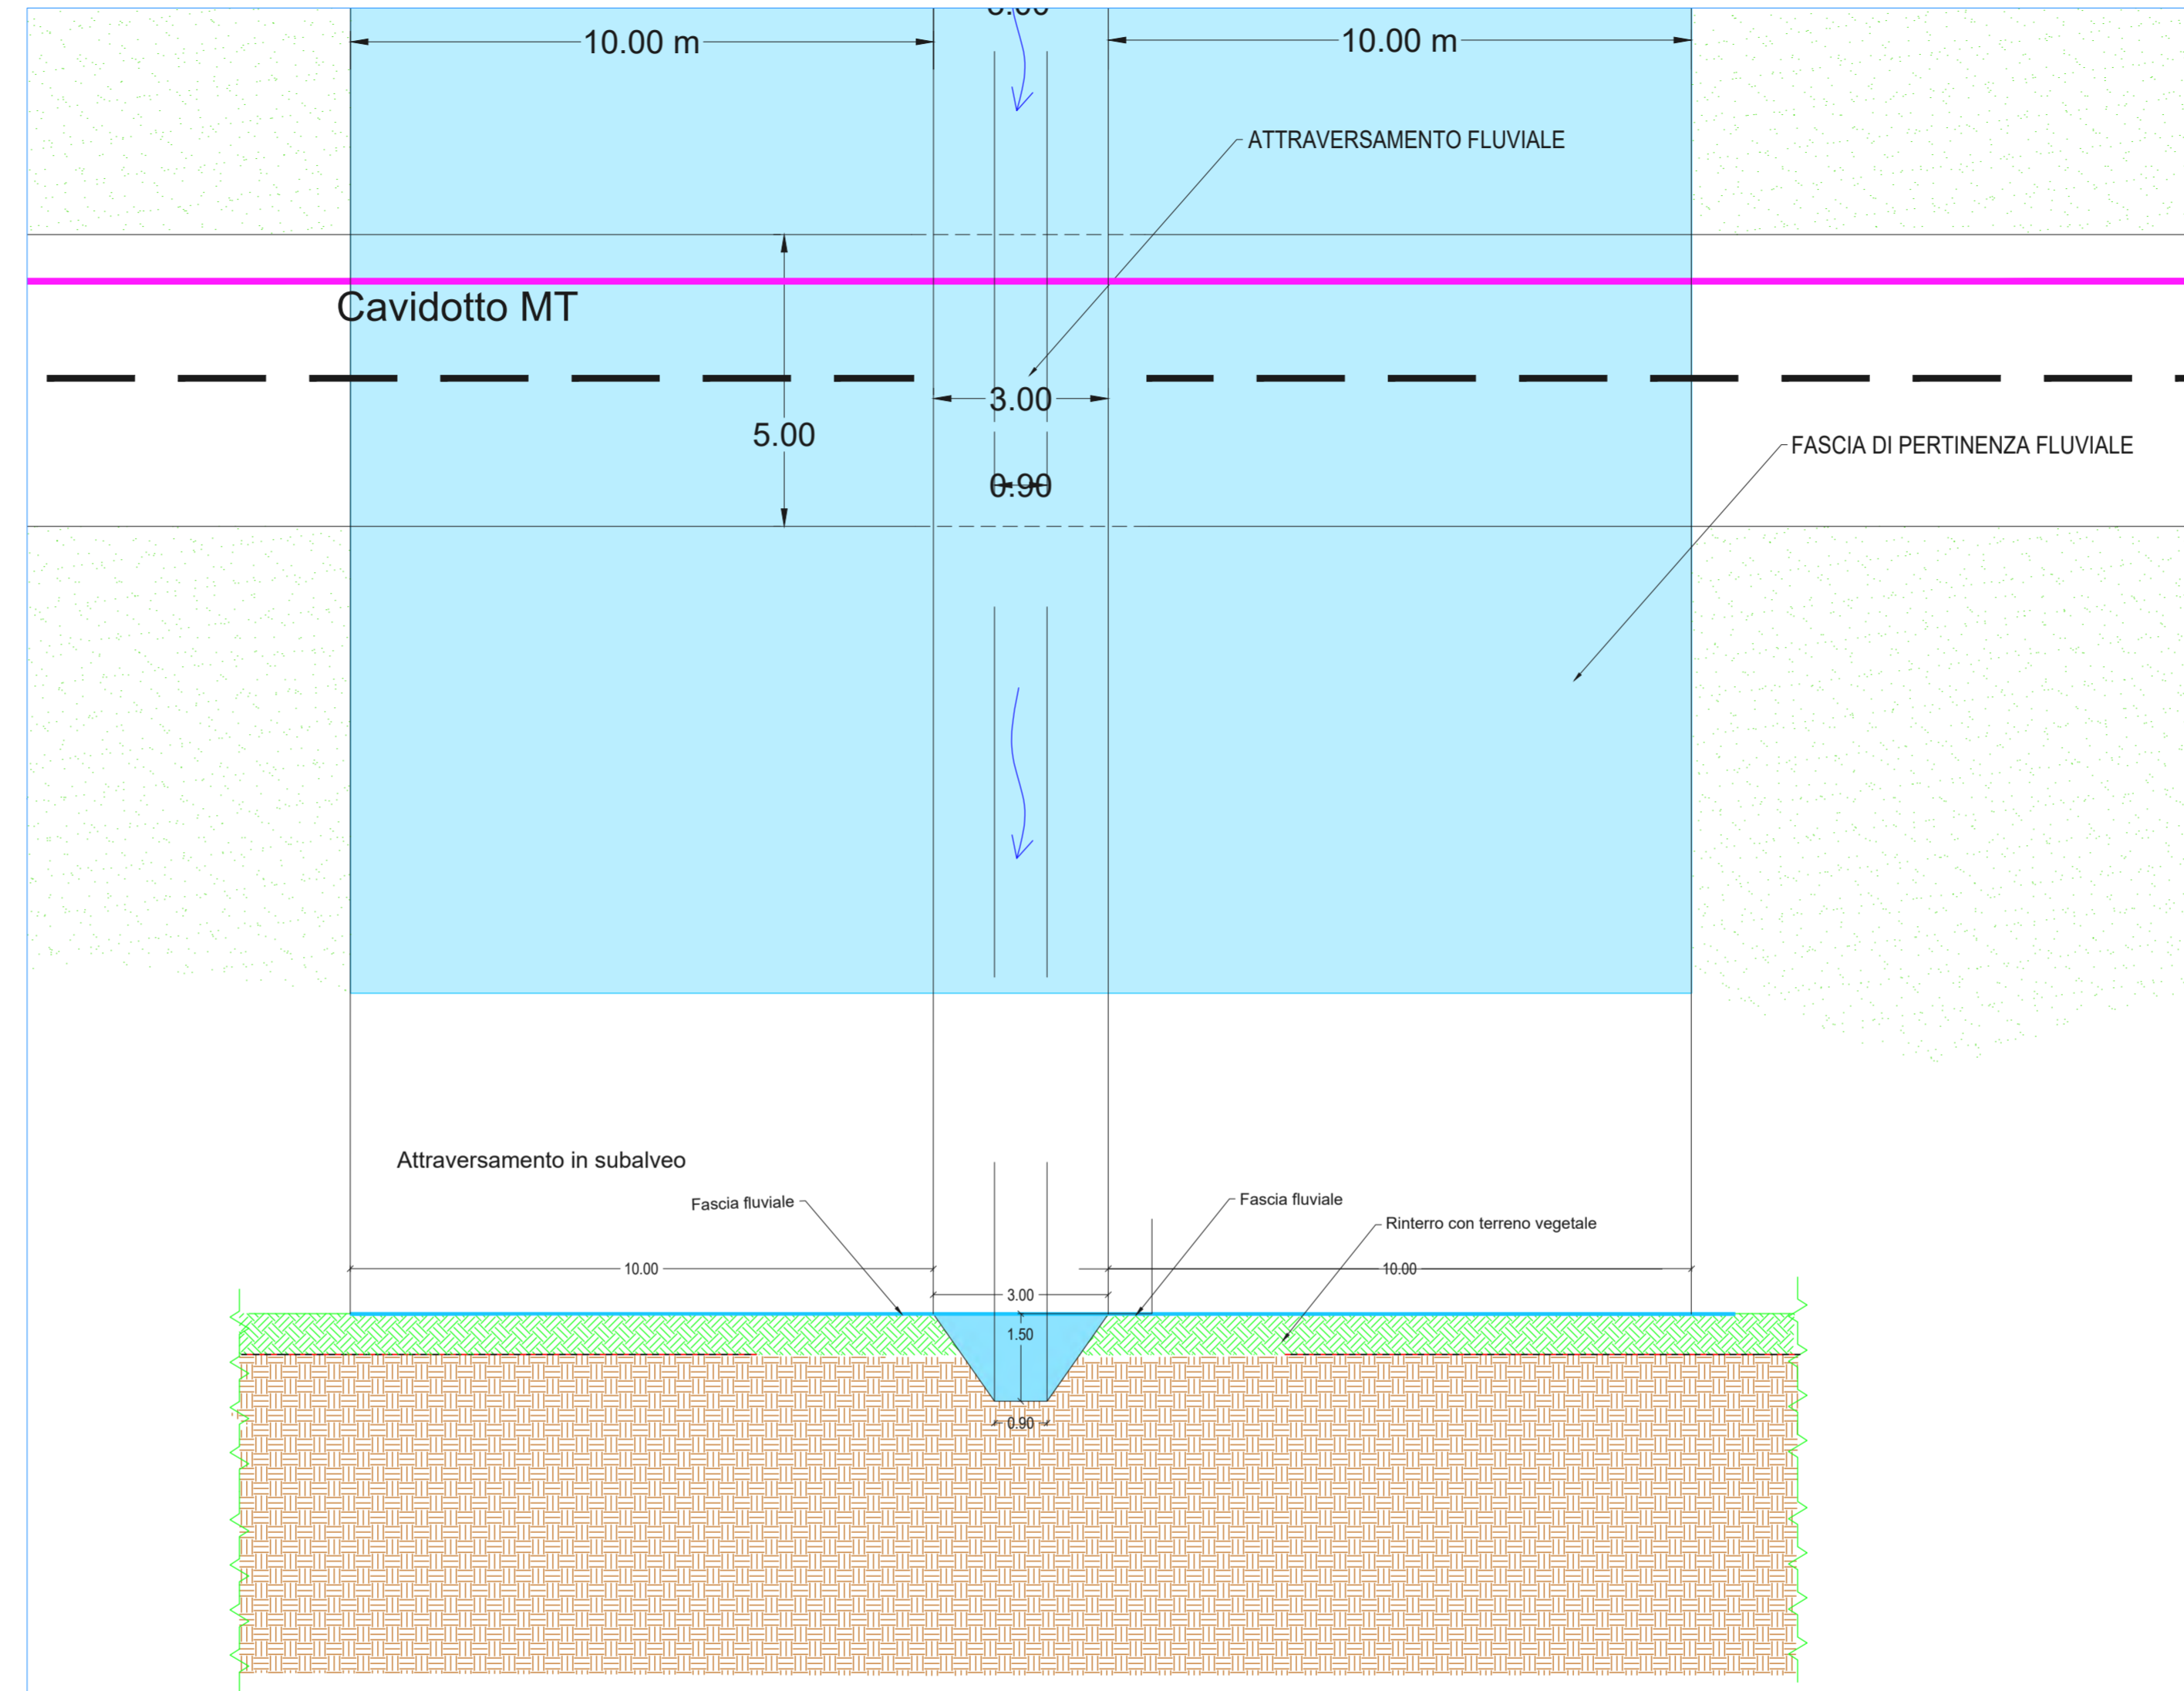 10.00 m
10.00 m
ATTRAVERSAMENTO FLUVIALE
Cavidotto MT
3.00
5.00
FASCIA DI PERTINENZA FLUVIALE
0.90
Attraversamento in subalveo
Fascia fluviale
Fascia fluviale
Rinterro con terreno vegetale
10.00
10.00
3.00
1.50
0.90